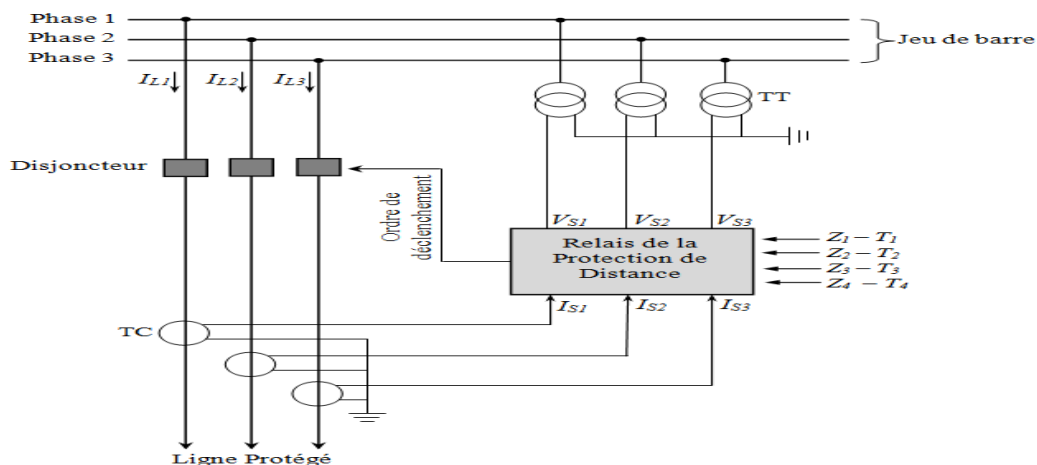 Phase 1
Phase 2
Phase 3
Jeu de barre
I_L1
I_L2
I_L3
TT
Disjoncteur
Ordre de
déclenchement
V_S1
V_S2
V_S3
Relais de la
Protection de
Distance
Z_1 – T_1
Z_2 – T_2
Z_3 – T_3
Z_4 – T_4
I_S1
I_S2
I_S3
TC
Ligne Protégé